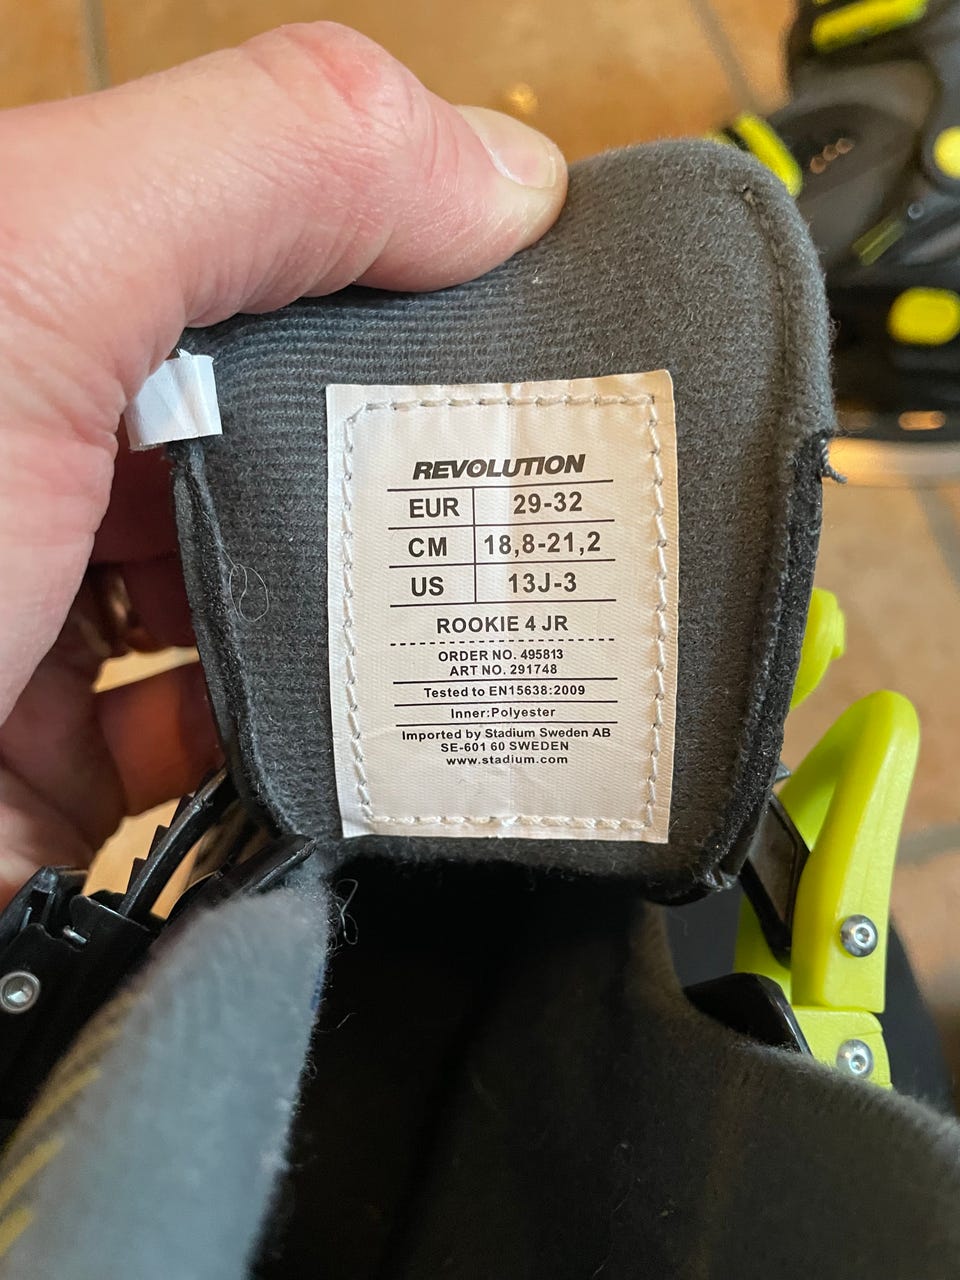 REVOLUTION
EUR 29-32
CM 18,8-21,2
US 13J-3
ROOKIE 4 JR
ORDER NO. 495813
ART NO. 291748
Tested to EN15638:2009
Inner:Polyester
Imported by Stadium Sweden AB
SE-601 60 SWEDEN
www.stadium.com